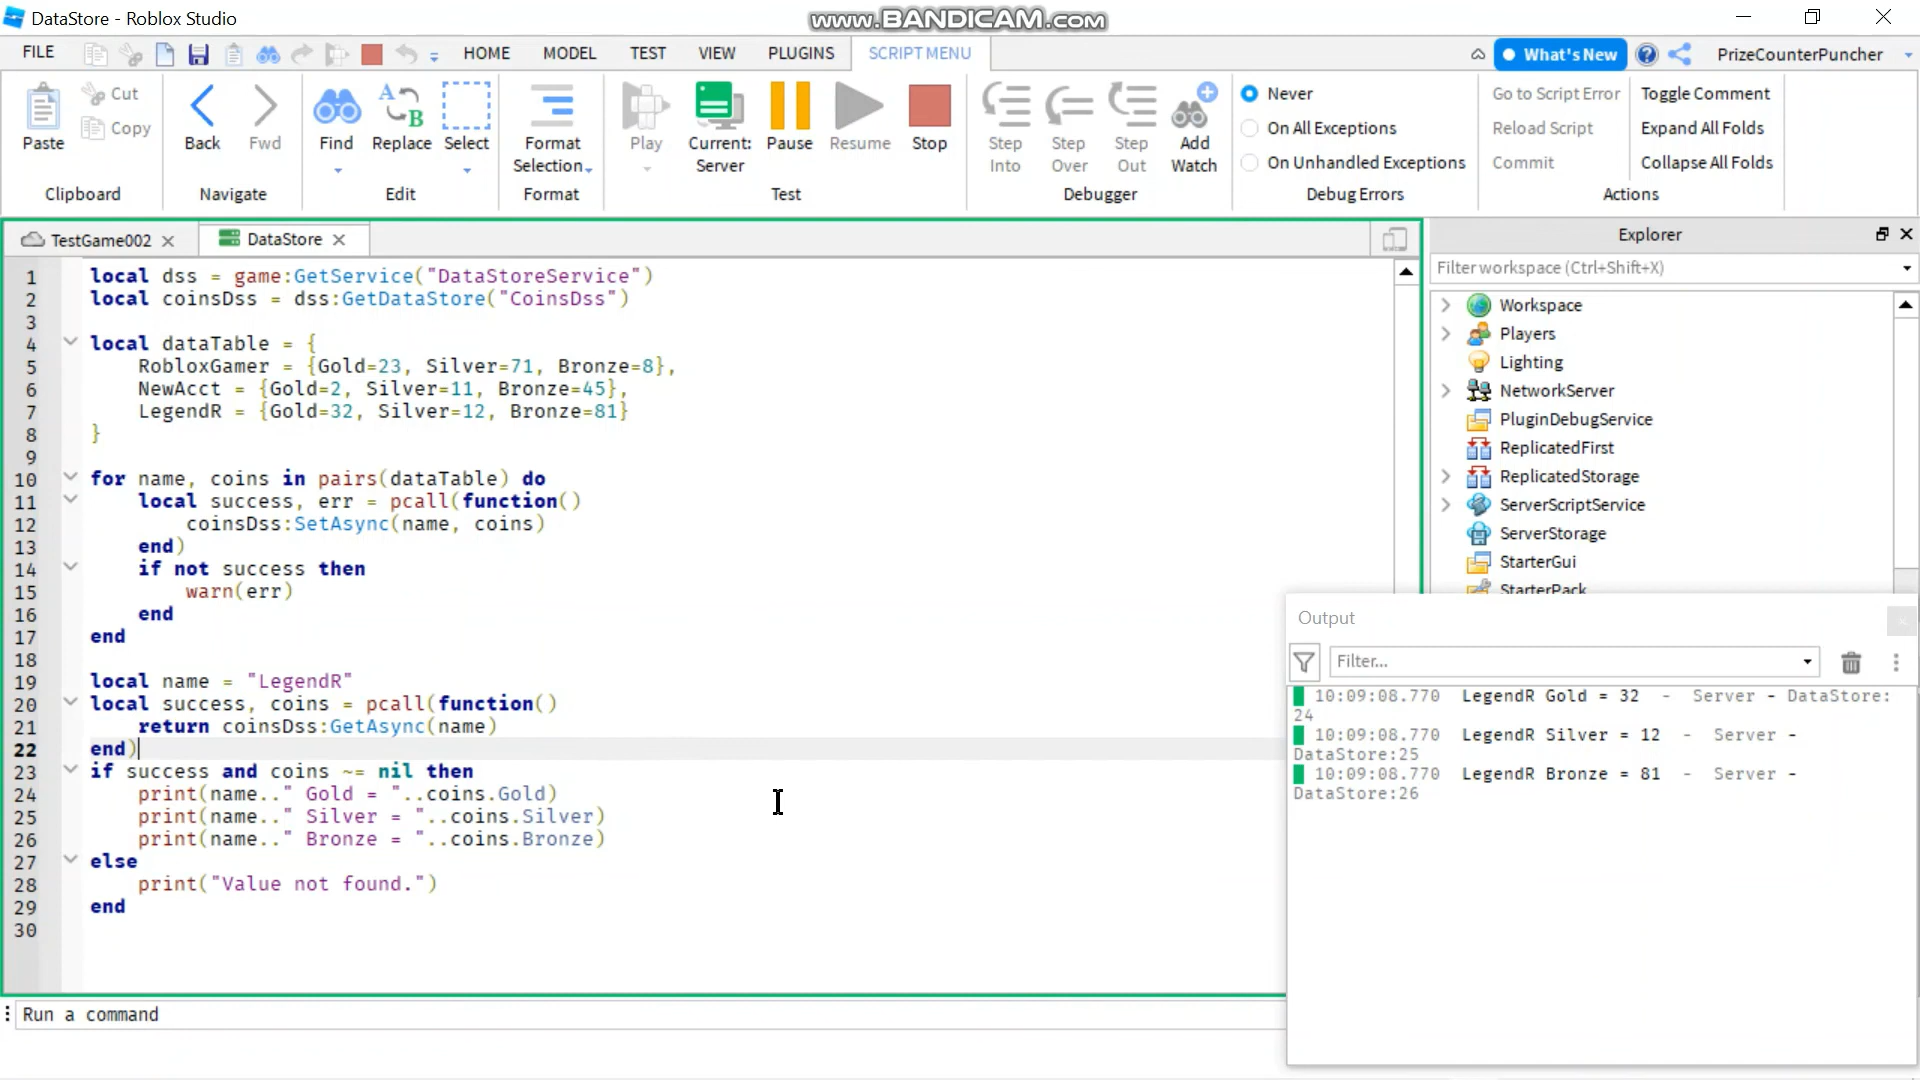 DataStore - Roblox Studio
www.BANDICAM.com
FILE HOME MODEL TEST VIEW PLUGINS SCRIPT MENU What's New PrizeCounterPuncher
Paste Cut Copy
Clipboard
Back Fwd
Navigate
Find Replace Select
Edit
Format Selection
Format
Play Current: Server Pause Resume Stop
Test
Step Into Step Over Step Out Add Watch
Debugger
Never
On All Exceptions
On Unhandled Exceptions
Debug Errors
Go to Script Error Toggle Comment
Reload Script Expand All Folds
Commit Collapse All Folds
Actions
TestGame002 DataStore
1 local dss = game:GetService("DataStoreService")
2 local coinsDss = dss:GetDataStore("CoinsDss")
3
4 local dataTable = {
5 RobloxGamer = {Gold=23, Silver=71, Bronze=8},
6 NewAcct = {Gold=2, Silver=11, Bronze=45},
7 LegendR = {Gold=32, Silver=12, Bronze=81}
8 }
9
10 for name, coins in pairs(dataTable) do
11 local success, err = pcall(function()
12 coinsDss:SetAsync(name, coins)
13 end)
14 if not success then
15 warn(err)
16 end
17 end
18
19 local name = "LegendR"
20 local success, coins = pcall(function()
21 return coinsDss:GetAsync(name)
22 end)
23 if success and coins ~= nil then
24 print(name.." Gold = "..coins.Gold)
25 print(name.." Silver = "..coins.Silver)
26 print(name.." Bronze = "..coins.Bronze)
27 else
28 print("Value not found.")
29 end
30
Run a command
Explorer
Filter workspace (Ctrl+Shift+X)
Workspace
Players
Lighting
NetworkServer
PluginDebugService
ReplicatedFirst
ReplicatedStorage
ServerScriptService
ServerStorage
StarterGui
StarterPack
Output
Filter...
10:09:08.770 LegendR Gold = 32 - Server - DataStore:
24
10:09:08.770 LegendR Silver = 12 - Server -
DataStore:25
10:09:08.770 LegendR Bronze = 81 - Server -
DataStore:26